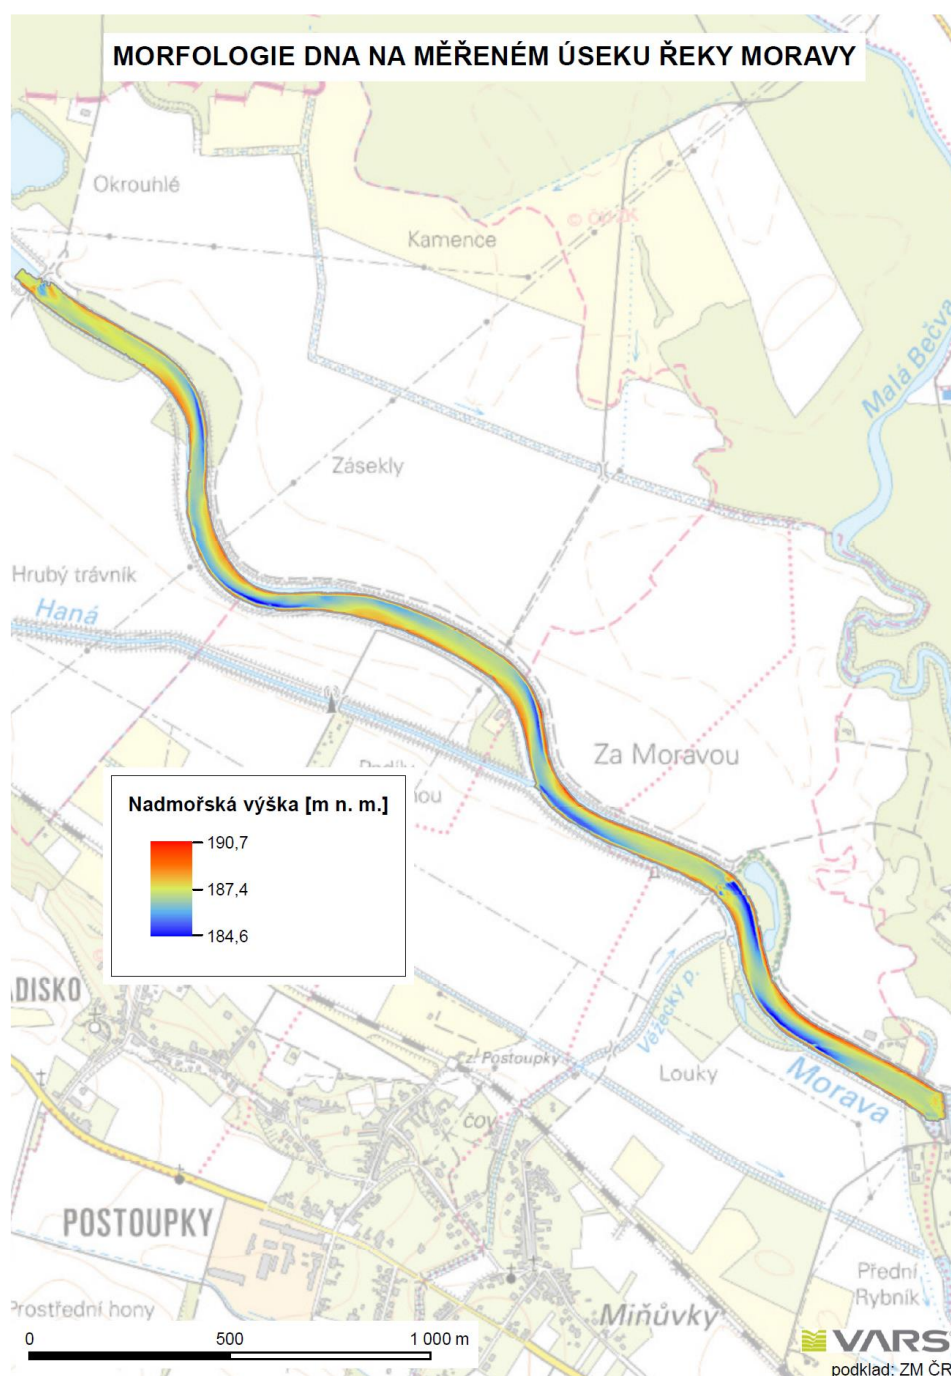 MORFOLOGIE DNA NA MĚŘENÉM ÚSEKU ŘEKY MORAVY
Okrouhlé
Kamence
© ČÚZK
Malá Bečva
Zásekly
Hrubý trávník
Haná
Za Moravou
Nadmořská výška [m n. m.]
190,7
187,4
184,6
DISKO
Věžecký p.
z. Postoupky
Louky
Morava
ČOV
POSTOUPKY
Přední
Rybník
Prostřední hony
Miňůvky
0 500 1 000 m
VARS
podklad: ZM ČR